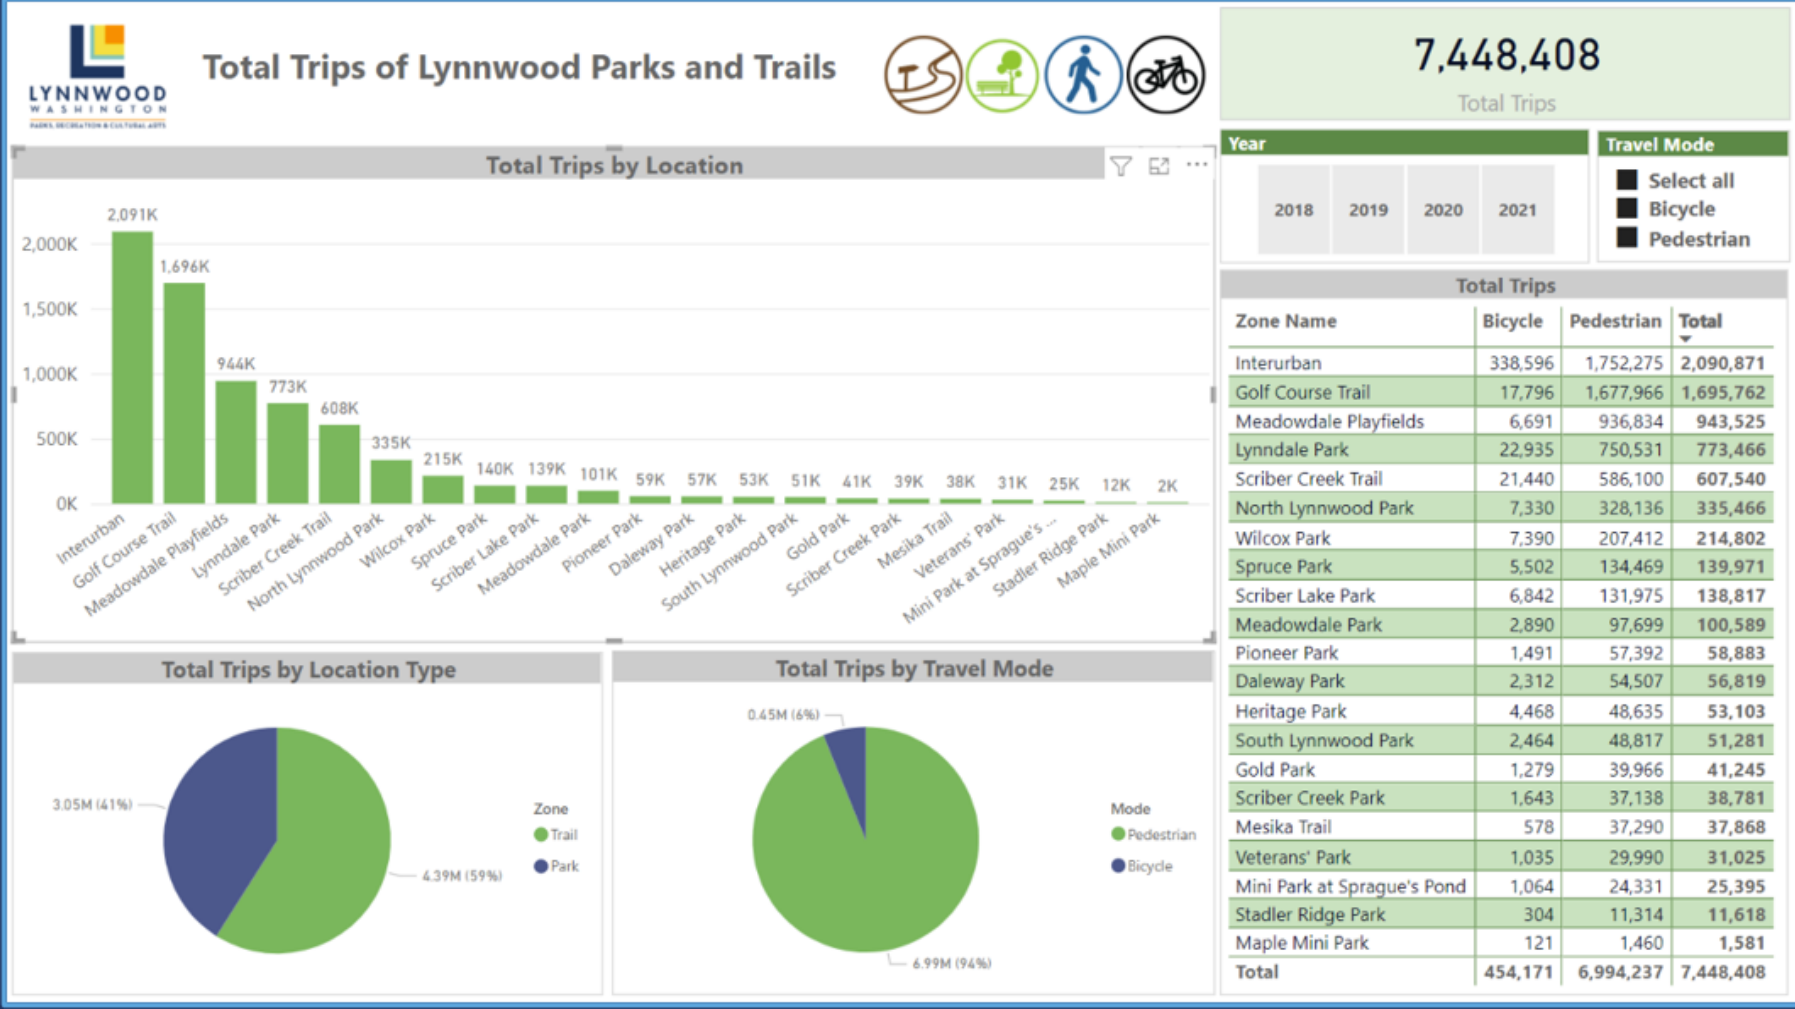 LYNNWOOD
WASHINGTON
PARKS, RECREATION & CULTURAL ARTS
Total Trips of Lynnwood Parks and Trails
7,448,408
Total Trips
Year
2018 2019 2020 2021
Travel Mode
Select all
Bicycle
Pedestrian
Total Trips by Location
2,000K
1,500K
1,000K
500K
0K
2,091K
1,696K
944K
773K
608K
335K
215K
140K
139K
101K
59K
57K
53K
51K
41K
39K
38K
31K
25K
12K
2K
Interurban
Golf Course Trail
Meadowdale Playfields
Lynndale Park
Scriber Creek Trail
North Lynnwood Park
Wilcox Park
Spruce Park
Scriber Lake Park
Meadowdale Park
Pioneer Park
Daleway Park
Heritage Park
South Lynnwood Park
Gold Park
Scriber Creek Park
Mesika Trail
Veterans' Park
Mini Park at Sprague's ...
Stadler Ridge Park
Maple Mini Park
Total Trips by Location Type
3.05M (41%)
4.39M (59%)
Zone
Trail
Park
Total Trips by Travel Mode
0.45M (6%)
6.99M (94%)
Mode
Pedestrian
Bicycle
Total Trips
Zone Name Bicycle Pedestrian Total
Interurban 338,596 1,752,275 2,090,871
Golf Course Trail 17,796 1,677,966 1,695,762
Meadowdale Playfields 6,691 936,834 943,525
Lynndale Park 22,935 750,531 773,466
Scriber Creek Trail 21,440 586,100 607,540
North Lynnwood Park 7,330 328,136 335,466
Wilcox Park 7,390 207,412 214,802
Spruce Park 5,502 134,469 139,971
Scriber Lake Park 6,842 131,975 138,817
Meadowdale Park 2,890 97,699 100,589
Pioneer Park 1,491 57,392 58,883
Daleway Park 2,312 54,507 56,819
Heritage Park 4,468 48,635 53,103
South Lynnwood Park 2,464 48,817 51,281
Gold Park 1,279 39,966 41,245
Scriber Creek Park 1,643 37,138 38,781
Mesika Trail 578 37,290 37,868
Veterans' Park 1,035 29,990 31,025
Mini Park at Sprague's Pond 1,064 24,331 25,395
Stadler Ridge Park 304 11,314 11,618
Maple Mini Park 121 1,460 1,581
Total 454,171 6,994,237 7,448,408